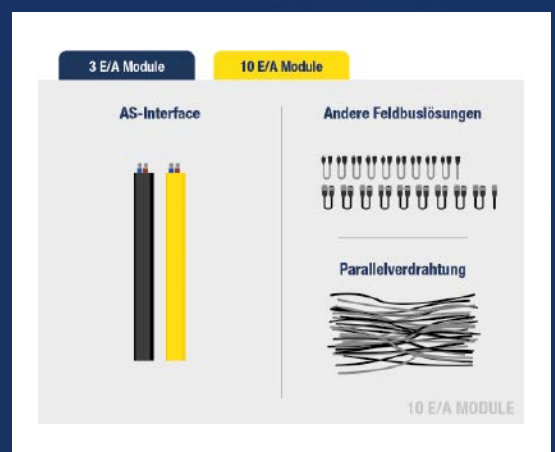 3 E/A Module
10 E/A Module
AS-Interface
Andere Feldbuslösungen
Parallelverdrahtung
10 E/A MODULE